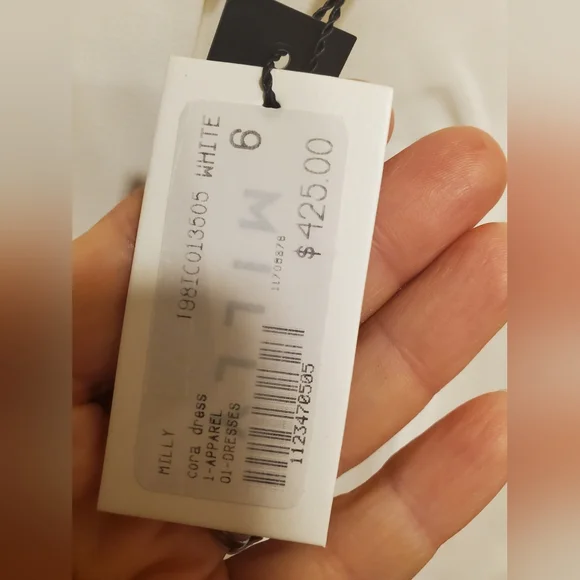 198IC013505 WHITE
6
MILLY
11708878
$425.00
MILLY
cora dress
1-APPAREL
01-DRESSES
1123470505